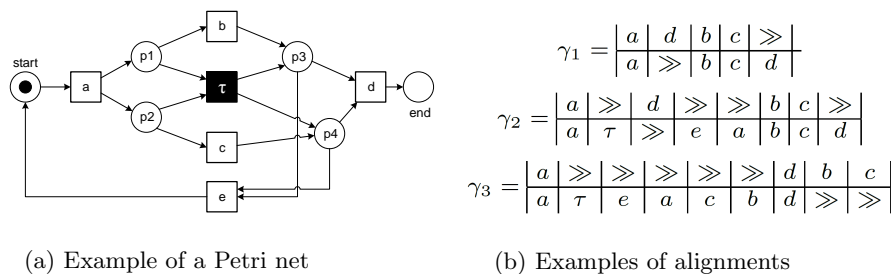 start
a
p1
p2
b
τ
c
e
p3
p4
d
end
(a) Example of a Petri net
γ1 = | a | d | b | c | ≫ |
| a | ≫ | b | c | d |
γ2 = | a | ≫ | d | ≫ | ≫ | b | c | ≫ |
| a | τ | ≫ | e | a | b | c | d |
γ3 = | a | ≫ | ≫ | ≫ | ≫ | ≫ | d | b | c |
| a | τ | e | a | c | b | d | ≫ | ≫ |
(b) Examples of alignments